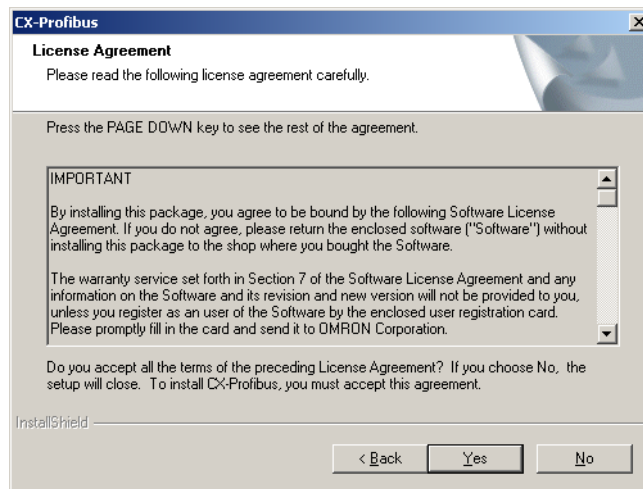 CX-Profibus
License Agreement
Please read the following license agreement carefully.
Press the PAGE DOWN key to see the rest of the agreement.
IMPORTANT
By installing this package, you agree to be bound by the following Software License
Agreement. If you do not agree, please return the enclosed software ("Software") without
installing this package to the shop where you bought the Software.
The warranty service set forth in Section 7 of the Software License Agreement and any
information on the Software and its revision and new version will not be provided to you,
unless you register as an user of the Software by the enclosed user registration card.
Please promptly fill in the card and send it to OMRON Corporation.
Do you accept all the terms of the preceding License Agreement? If you choose No, the
setup will close. To install CX-Profibus, you must accept this agreement.
InstallShield
< Back Yes No